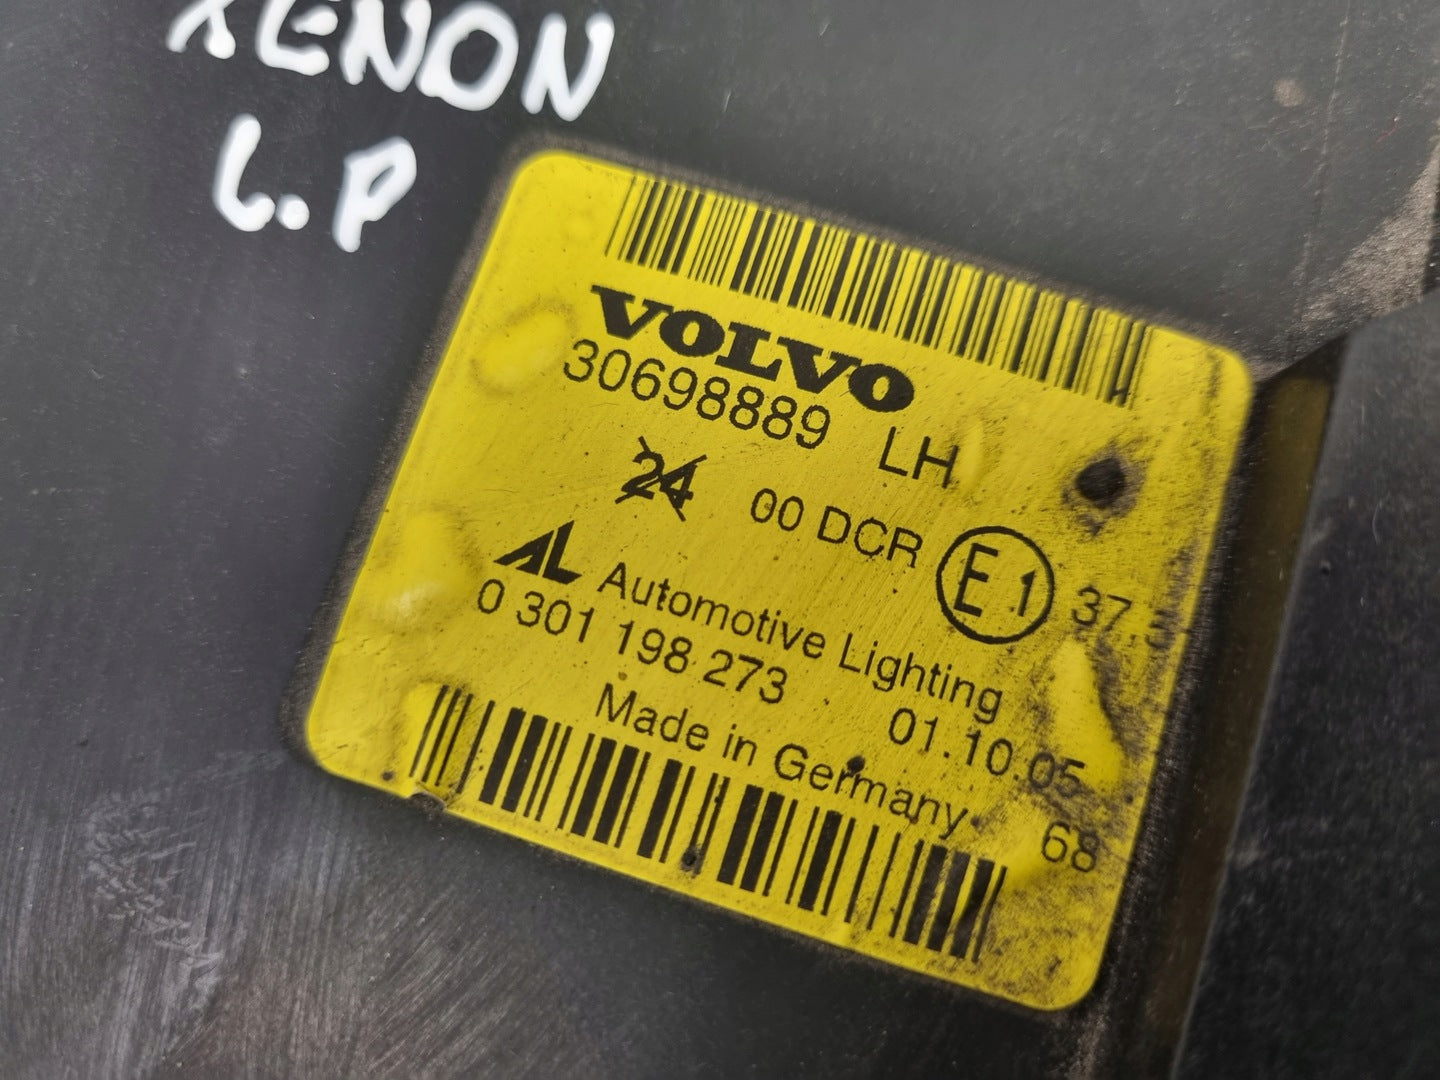 XENON
L.P
VOLVO
30698889 LH
24 00 DCR E1 37.5
AL Automotive Lighting
0 301 198 273 01.10.05
Made in Germany 68